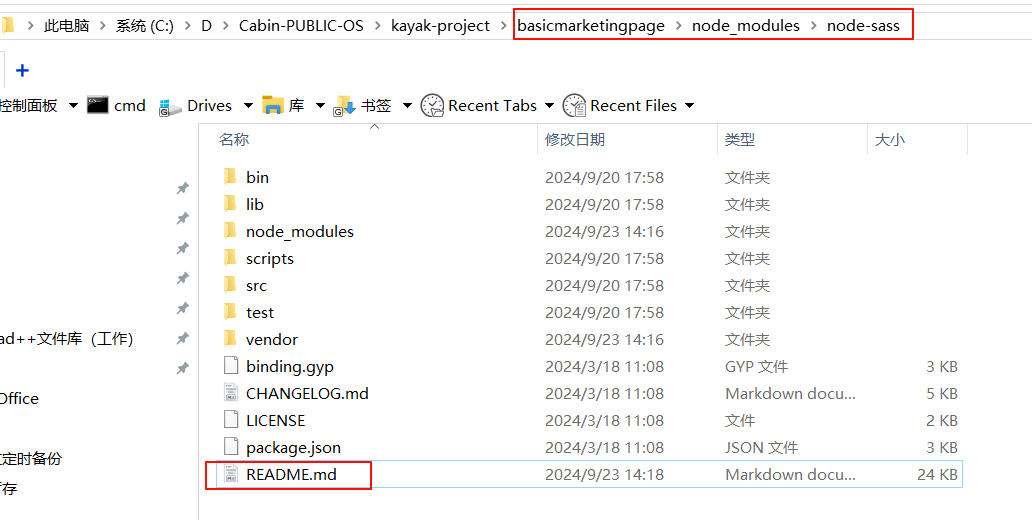 此电脑 系统 (C:) D Cabin-PUBLIC-OS kayak-project basicmarketingpage node_modules node-sass
控制面板 cmd Drives 库 书签 Recent Tabs Recent Files
名称 修改日期 类型 大小
bin 2024/9/20 17:58 文件夹
lib 2024/9/20 17:58 文件夹
node_modules 2024/9/23 14:16 文件夹
scripts 2024/9/20 17:58 文件夹
src 2024/9/20 17:58 文件夹
test 2024/9/20 17:58 文件夹
ad++文件库（工作） vendor 2024/9/23 14:16 文件夹
binding.gyp 2024/3/18 11:08 GYP 文件 3 KB
Office CHANGELOG.md 2024/3/18 11:08 Markdown docu... 5 KB
LICENSE 2024/3/18 11:08 文件 2 KB
package.json 2024/3/18 11:08 JSON 文件 3 KB
定时备份 README.md 2024/9/23 14:18 Markdown docu... 24 KB
存